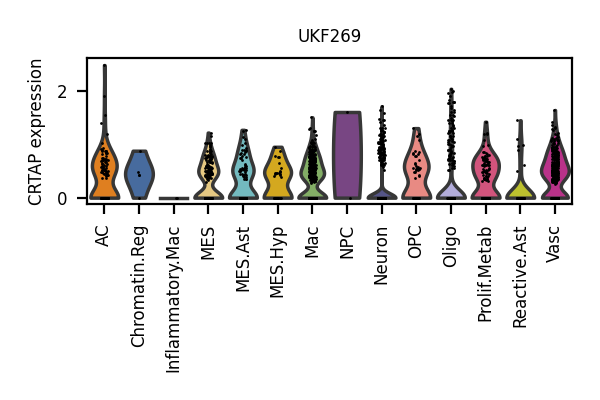 UKF269
CRTAP expression
2
0
AC
Chromatin.Reg
Inflammatory.Mac
MES
MES.Ast
MES.Hyp
Mac
NPC
Neuron
OPC
Oligo
Prolif.Metab
Reactive.Ast
Vasc